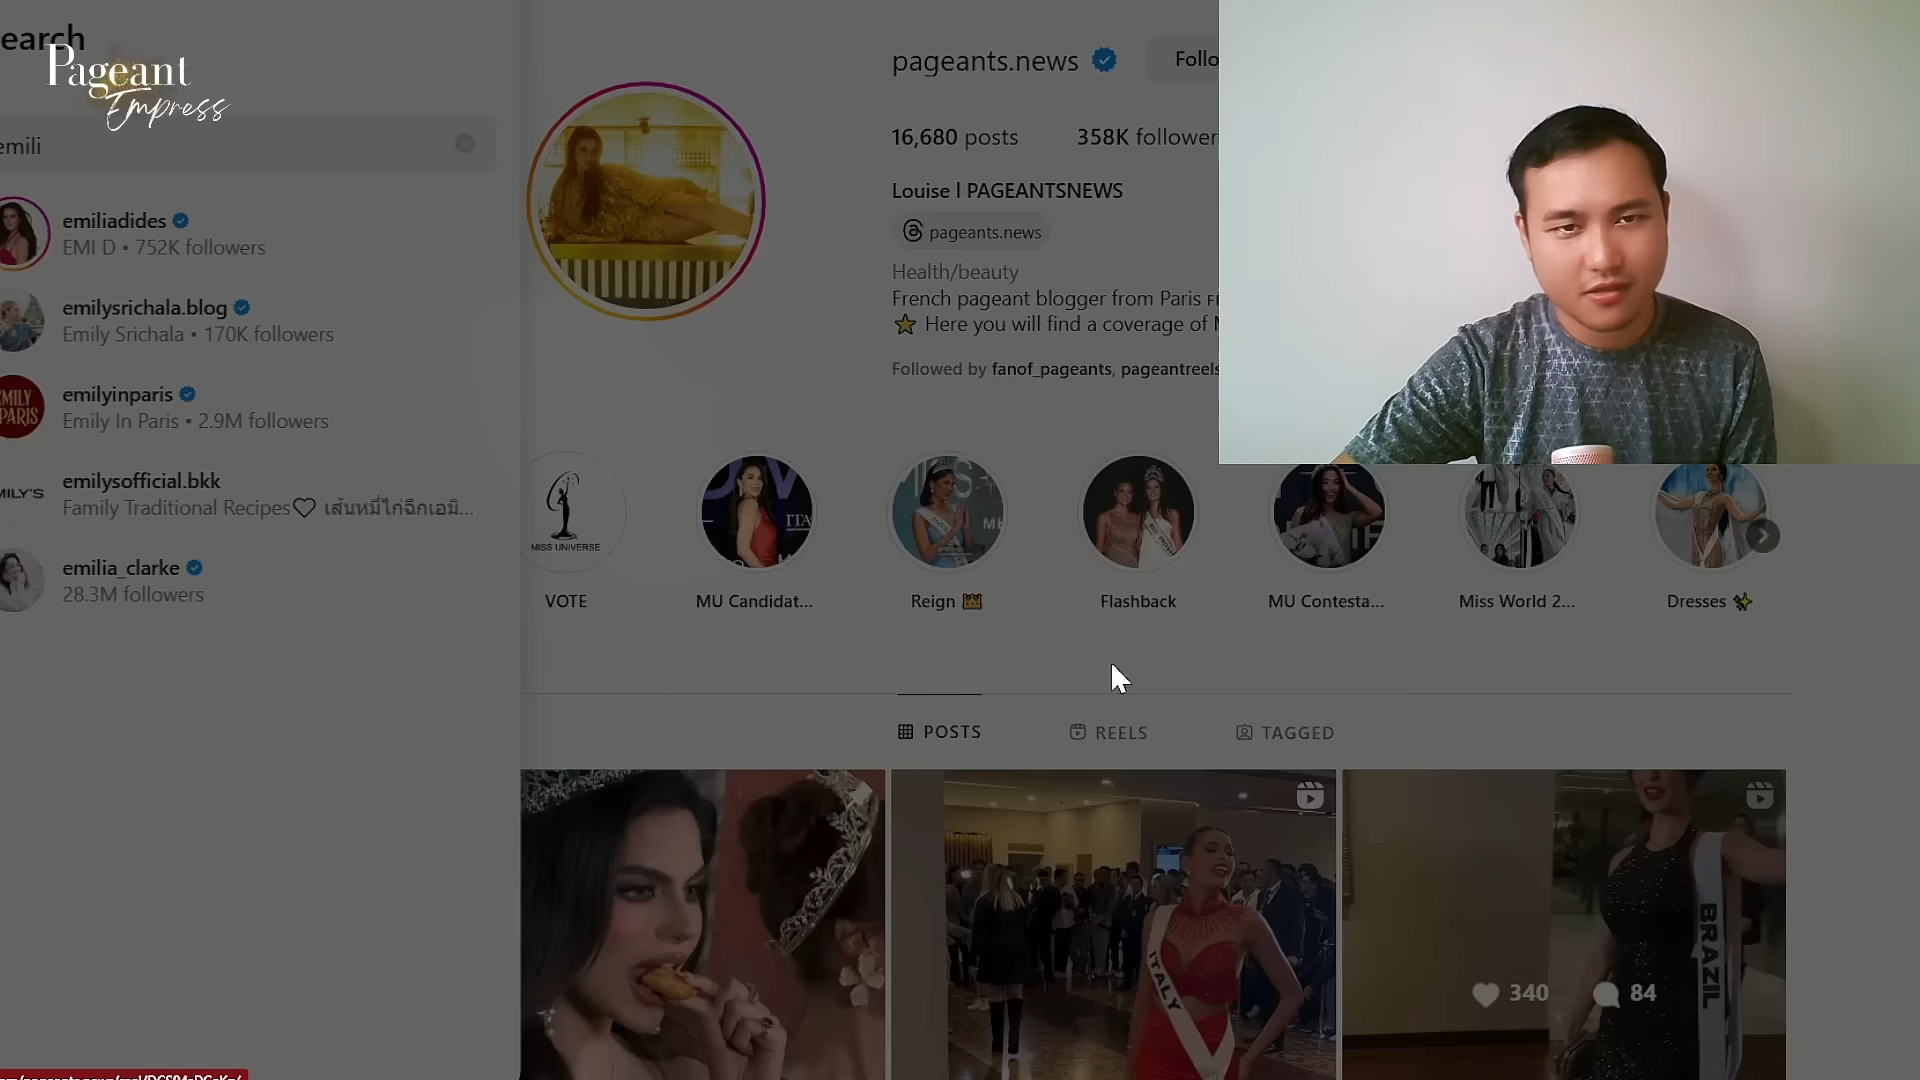 earch
Pageant
Empress
emili
emiliadides
EMI D • 752K followers
emilysrichala.blog
Emily Srichala • 170K followers
EMILY
PARIS
emilyinparis
Emily In Paris • 2.9M followers
MILY'S
emilysofficial.bkk
Family Traditional Recipes♡ เส้นหมี่ไก่ฉีกเอมิ...
emilia_clarke
28.3M followers
pageants.news
Follo
16,680 posts
358K follower
Louise l PAGEANTSNEWS
pageants.news
Health/beauty
French pageant blogger from Paris
⭐ Here you will find a coverage of
Followed by fanof_pageants, pageantreels
MISS UNIVERSE
ITA
VOTE
MU Candidat...
Reign 👑
Flashback
MU Contesta...
Miss World 2...
Dresses ✨
POSTS
REELS
TAGGED
ITALY
BRAZIL
340
84